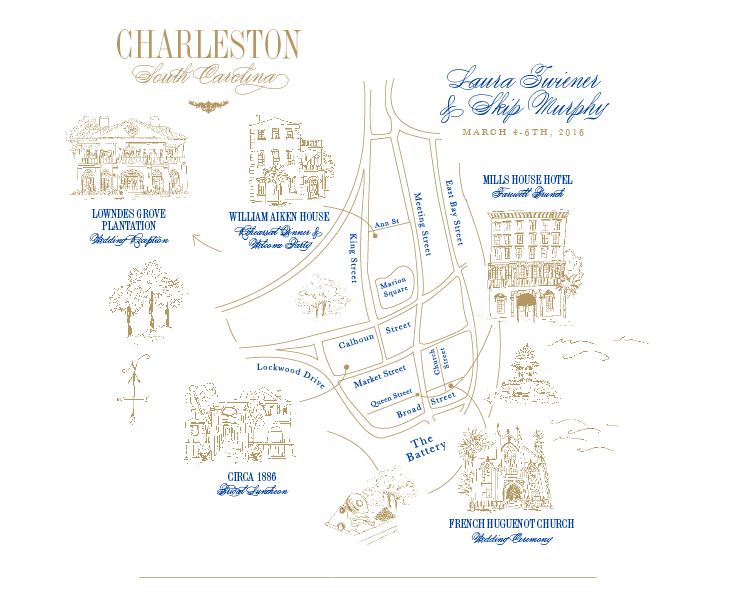 CHARLESTON
South Carolina
Laura Zwiener
& Skip Murphy
MARCH 4-6TH, 2016
LOWNDES GROVE
PLANTATION
Wedding Reception
WILLIAM AIKEN HOUSE
Rehearsal Dinner &
Welcome Party
MILLS HOUSE HOTEL
Farewell Brunch
Ann St
King Street
Meeting Street
East Bay Street
Marion
Square
Calhoun
Street
Lockwood Drive
Market Street
Church
Street
Queen Street
Broad
Street
The
Battery
CIRCA 1886
Bridal Luncheon
FRENCH HUGUENOT CHURCH
Wedding Ceremony